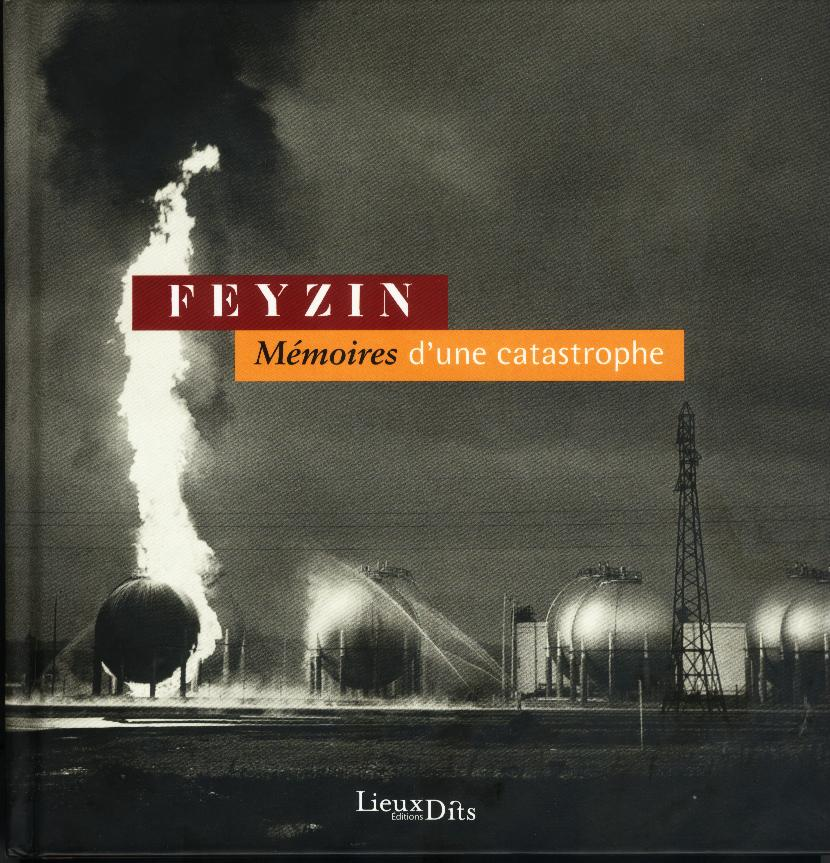 FEYZIN
Mémoires d'une catastrophe
Lieux Dits
Éditions